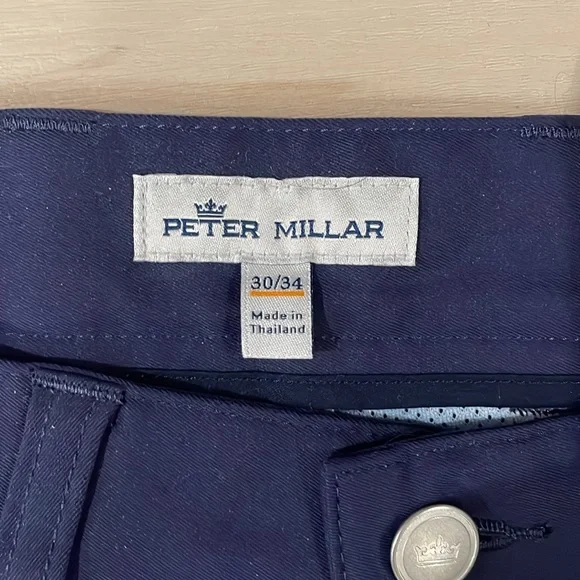 PETER MILLAR
30/34
Made in
Thailand